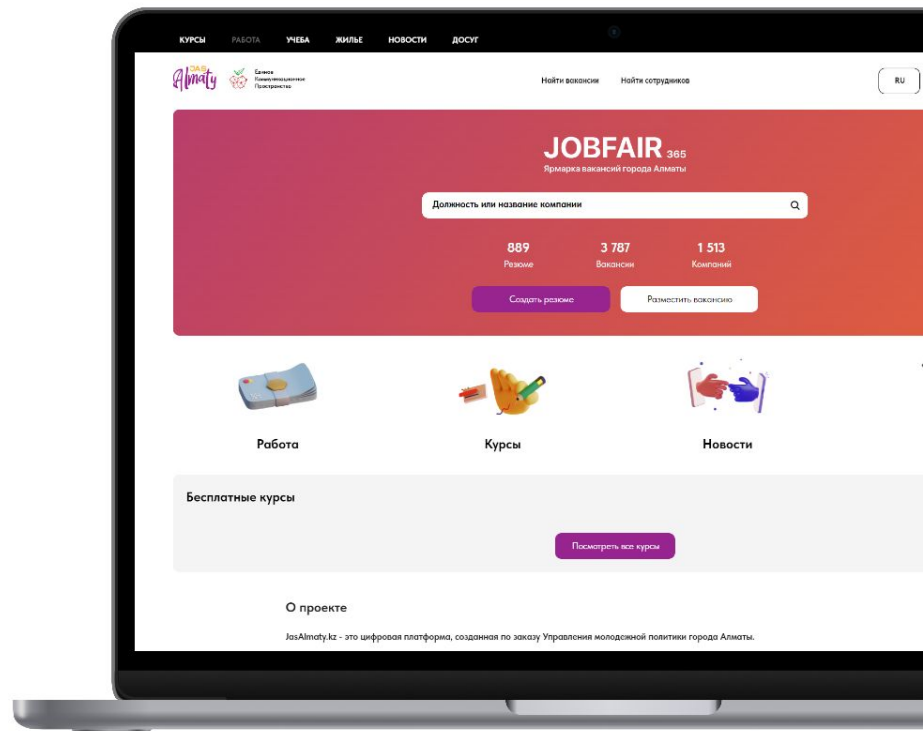 КУРСЫ РАБОТА УЧЕБА ЖИЛЬЕ НОВОСТИ ДОСУГ
JAS
Almaty
Единое
Коммуникационное
Пространство
Найти вакансии Найти сотрудников
RU
JOBFAIR 365
Ярмарка вакансий города Алматы
Должность или название компании
889 3 787 1 513
Резюме Вакансии Компаний
Создать резюме Разместить вакансию
Работа Курсы Новости
Бесплатные курсы
Посмотреть все курсы
О проекте
JasAlmaty.kz - это цифровая платформа, созданная по заказу Управления молодежной политики города Алматы.